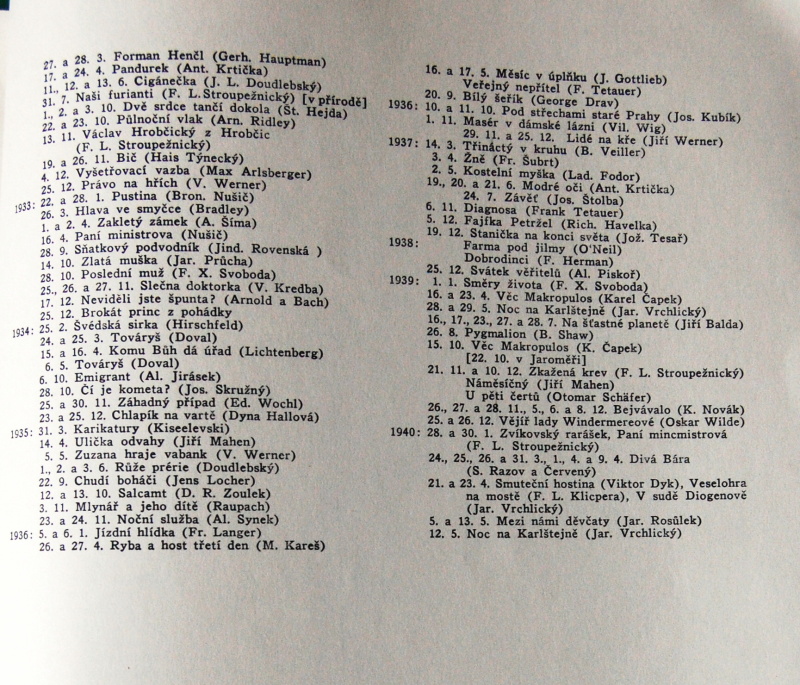 27. a 28. 3. Forman Henčl (Gerh. Hauptman)
17. a 24. 4. Pandurek (Ant. Krtička)
11., 12. a 13. 6. Cigánečka (J. L. Doudlebský)
31. 7. Naši furianti (F. L. Stroupežnický) [v přírodě]
1., 2. a 3. 10. Dvě srdce tančí dokola (St. Hejda)
22. a 23. 10. Půlnoční vlak (Arn. Ridley)
13. 11. Václav Hrobčický z Hrobčic
(F. L. Stroupežnický)
19. a 26. 11. Bič (Hais Týnecký)
4. 12. Vyšetřovací vazba (Max Arlsberger)
25. 12. Právo na hřích (V. Werner)
1933: 22. a 28. 1. Pustina (Bron. Nušič)
26. 3. Hlava ve smyčce (Bradley)
1. a 2. 4. Zakletý zámek (A. Šíma)
16. 4. Paní ministrova (Nušič)
28. 9. Sňatkový podvodník (Jind. Rovenská )
14. 10. Zlatá muška (Jar. Průcha)
28. 10. Poslední muž (F. X. Svoboda)
25., 26. a 27. 11. Slečna doktorka (V. Kredba)
17. 12. Neviděli jste špunta? (Arnold a Bach)
25. 12. Brokát princ z pohádky
1934: 25. 2. Švédská sirka (Hirschfeld)
24. a 25. 3. Továryš (Doval)
15. a 16. 4. Komu Bůh dá úřad (Lichtenberg)
6. 5. Továryš (Doval)
6. 10. Emigrant (Al. Jirásek)
28. 10. Čí je kometa? (Jos. Skružný)
25. a 30. 11. Záhadný případ (Ed. Wochl)
23. a 25. 12. Chlapík na vartě (Dyna Hallová)
1935: 31. 3. Karikatury (Kiseelevski)
14. 4. Ulička odvahy (Jiří Mahen)
5. 5. Zuzana hraje vabank (V. Werner)
1., 2. a 3. 6. Růže prérie (Doudlebský)
22. 9. Chudí boháči (Jens Locher)
12. a 13. 10. Salcamt (D. R. Zoulek)
3. 11. Mlynář a jeho dítě (Raupach)
23. a 24. 11. Noční služba (Al. Synek)
1936: 5. a 6. 1. Jízdní hlídka (Fr. Langer)
26. a 27. 4. Ryba a host třetí den (M. Kareš)
16. a 17. 5. Měsíc v úplňku (J. Gottlieb)
Veřejný nepřítel (F. Tetauer)
20. 9. Bílý šeřík (George Drav)
1936: 10. a 11. 10. Pod střechami staré Prahy (Jos. Kubík)
1. 11. Masér v dámské lázni (Vil. Wig)
29. 11. a 25. 12. Lidé na kře (Jiří Werner)
1937: 14. 3. Třináctý v kruhu (B. Veiller)
3. 4. Žně (Fr. Šubrt)
2. 5. Kostelní myška (Lad. Fodor)
19., 20. a 21. 6. Modré oči (Ant. Krtička)
24. 7. Závěť (Jos. Štolba)
6. 11. Diagnosa (Frank Tetauer)
5. 12. Fajfka Petržel (Rich. Havelka)
19. 12. Stanička na konci světa (Jož. Tesař)
1938: Farma pod jilmy (O'Neil)
Dobrodinci (F. Herman)
25. 12. Svátek věřitelů (Al. Piskoř)
1939: 1. 1. Směry života (F. X. Svoboda)
16. a 23. 4. Věc Makropulos (Karel Čapek)
28. a 29. 5. Noc na Karlštejně (Jar. Vrchlický)
16., 17., 23., 27. a 28. 7. Na šťastné planetě (Jiří Balda)
26. 8. Pygmalion (B. Shaw)
15. 10. Věc Makropulos (K. Čapek)
[22. 10. v Jaroměři]
21. 11. a 10. 12. Zkažená krev (F. L. Stroupežnický)
Náměsíčný (Jiří Mahen)
U pěti čertů (Otomar Schäfer)
26., 27. a 28. 11., 5., 6. a 8. 12. Bejvávalo (K. Novák)
25. a 26. 12. Vějíř lady Windermereové (Oskar Wilde)
1940: 28. a 30. 1. Zvíkovský rarášek, Paní mincmistrová
(F. L. Stroupežnický)
24., 25., 26. a 31. 3., 1., 4. a 9. 4. Divá Bára
(S. Razov a Červený)
21. a 23. 4. Smuteční hostina (Viktor Dyk), Veselohra
na mostě (F. L. Klicpera), V sudě Diogenově
(Jar. Vrchlický)
5. a 13. 5. Mezi námi děvčaty (Jar. Rosůlek)
12. 5. Noc na Karlštejně (Jar. Vrchlický)